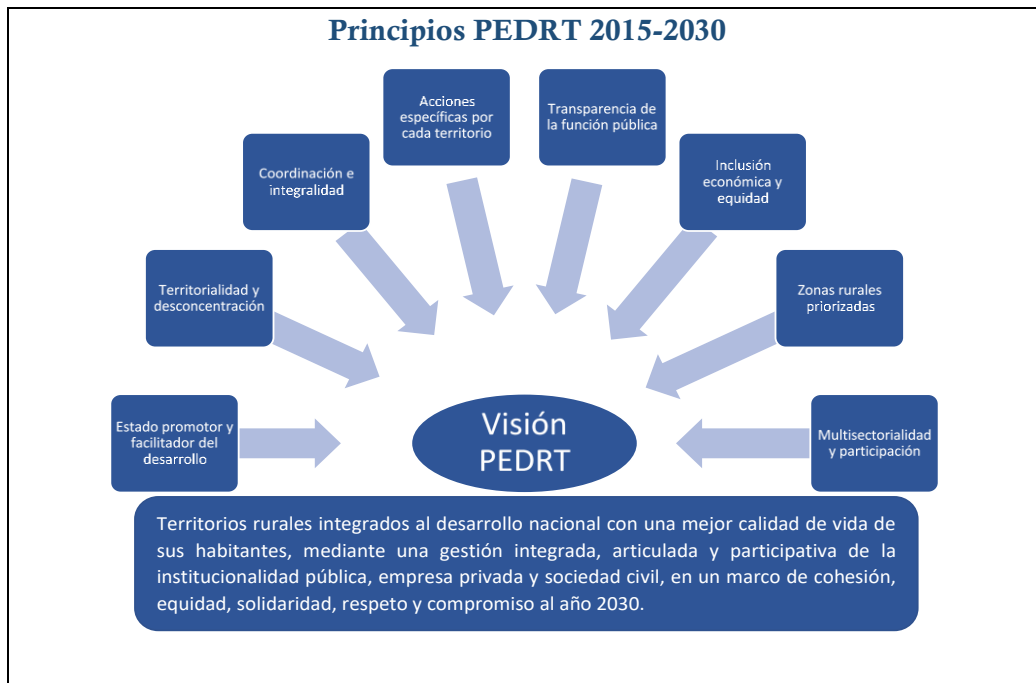 Principios PEDRT 2015-2030
Acciones
específicas por
cada territorio
Transparencia de
la función pública
Coordinación e
integralidad
Inclusión
económica y
equidad
Territorialidad y
desconcentración
Zonas rurales
priorizadas
Estado promotor y
facilitador del
desarrollo
Visión
PEDRT
Multisectorialidad
y participación
Territorios rurales integrados al desarrollo nacional con una mejor calidad de vida de
sus habitantes, mediante una gestión integrada, articulada y participativa de la
institucionalidad pública, empresa privada y sociedad civil, en un marco de cohesión,
equidad, solidaridad, respeto y compromiso al año 2030.